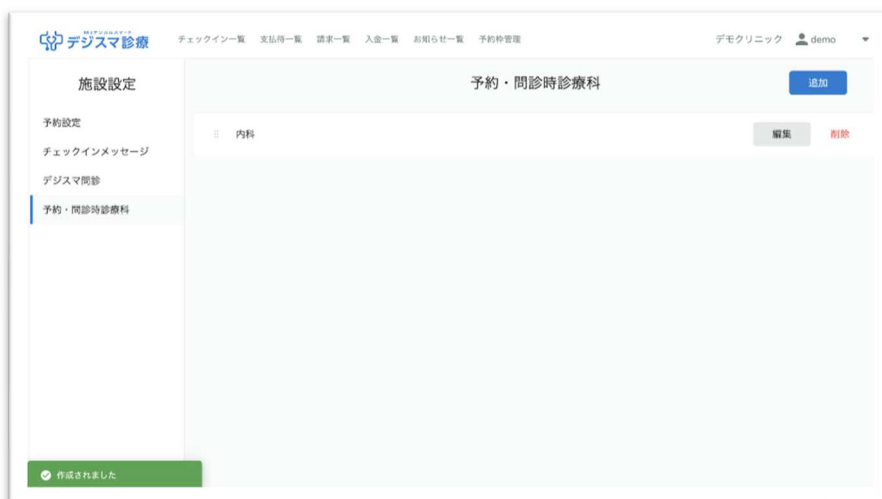 デジスマ診療
チェックイン一覧 支払待一覧 請求一覧 入金一覧 お知らせ一覧 予約枠管理
デモクリニック demo
施設設定
予約・問診時診療科
追加
予約設定
チェックインメッセージ
デジスマ問診
予約・問診時診療科
内科
編集
削除
作成されました